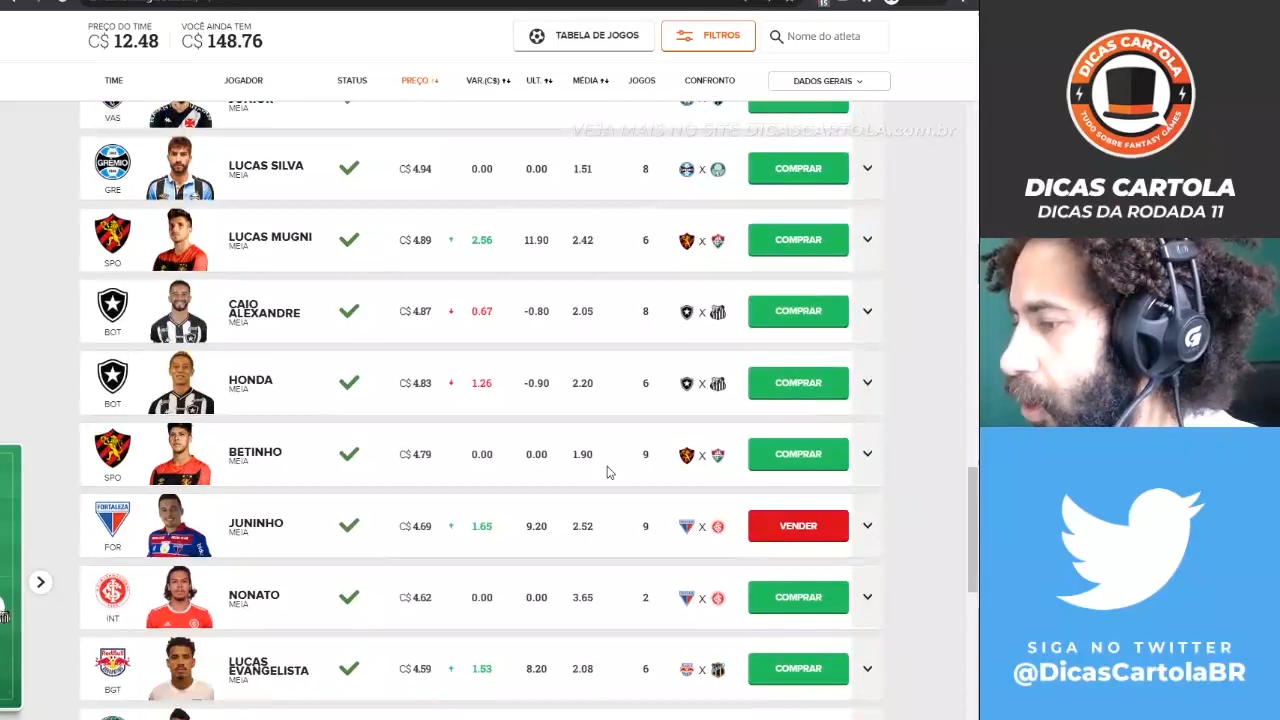 PREÇO DO TIME
C$ 12.48
VOCÊ AINDA TEM
C$ 148.76
TABELA DE JOGOS
FILTROS
Nome do atleta
TIME JOGADOR STATUS PREÇO VAR.(C$) ULT. MÉDIA JOGOS CONFRONTO DADOS GERAIS
JUNIOR
VAS MEIA
VEJA MAIS NO SITE DICASCARTOLA.com.br
GRÊMIO
GRE
LUCAS SILVA
MEIA
C$ 4.94 0.00 0.00 1.51 8 X COMPRAR
SPO
LUCAS MUGNI
MEIA
C$ 4.89 2.56 11.90 2.42 6 X COMPRAR
BOT
CAIO
ALEXANDRE
MEIA
C$ 4.87 0.67 -0.80 2.05 8 X COMPRAR
BOT
HONDA
MEIA
C$ 4.83 1.26 -0.90 2.20 6 X COMPRAR
SPO
BETINHO
MEIA
C$ 4.79 0.00 0.00 1.90 9 X COMPRAR
FORTALEZA
FOR
JUNINHO
MEIA
C$ 4.69 1.65 9.20 2.52 9 X VENDER
INT
NONATO
MEIA
C$ 4.62 0.00 0.00 3.65 2 X COMPRAR
Red Bull
BGT
LUCAS
EVANGELISTA
MEIA
C$ 4.59 1.53 8.20 2.08 6 X COMPRAR
DICAS CARTOLA
TUDO SOBRE FANTASY GAMES
DICAS CARTOLA
DICAS DA RODADA 11
SIGA NO TWITTER
@DicasCartolaBR